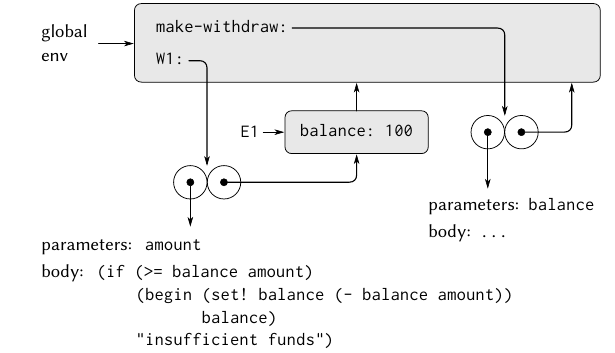 global
env
make-withdraw:
W1:
E1
balance: 100
parameters: balance
body: ...
parameters: amount
body: (if (>= balance amount)
(begin (set! balance (- balance amount))
balance)
"insufficient funds")